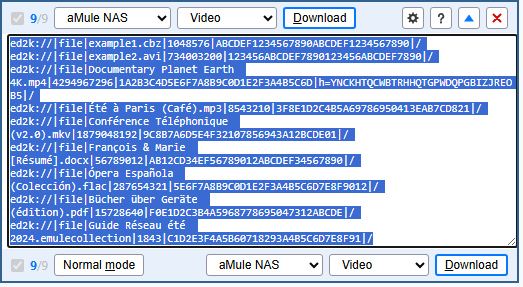 9/9 aMule NAS Video Download ?
ed2k://|file|example1.cbz|1048576|ABCDEF1234567890ABCDEF1234567890|/
ed2k://|file|example2.avi|734003200|123456ABCDEF7890123456ABCDEF7890|/
ed2k://|file|Documentary Planet Earth
4K.mp4|4294967296|1A2B3C4D5E6F7A8B9C0D1E2F3A4B5C6D|h=YNCKHTQCWBTRHHQTGPWDQPGBIZJREO
B5|/
ed2k://|file|Été à Paris (Café).mp3|8543210|3F8E1D2C4B5A69786950413EAB7CD821|/
ed2k://|file|Conférence Téléphonique
(v2.0).mkv|1879048192|9C8B7A6D5E4F32107856943A12BCDE01|/
ed2k://|file|François & Marie
[Résumé].docx|56789012|AB12CD34EF56789012ABCDEF34567890|/
ed2k://|file|Ópera Española
(Colección).flac|287654321|5E6F7A8B9C0D1E2F3A4B5C6D7E8F9012|/
ed2k://|file|Bücher über Geräte
(édition).pdf|15728640|F0E1D2C3B4A5968778695047312ABCDE|/
ed2k://|file|Guide Réseau été
2024.emulecollection|1843|C1D2E3F4A5B60718293A4B5C6D7E8F91|/
9/9 Normal mode aMule NAS Video Download